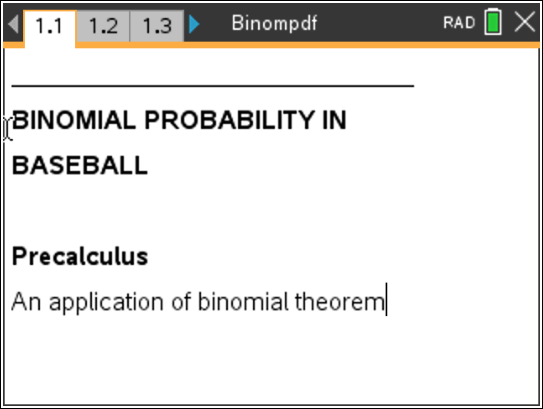 1.1 1.2 1.3 Binompdf RAD
BINOMIAL PROBABILITY IN
BASEBALL
Precalculus
An application of binomial theorem